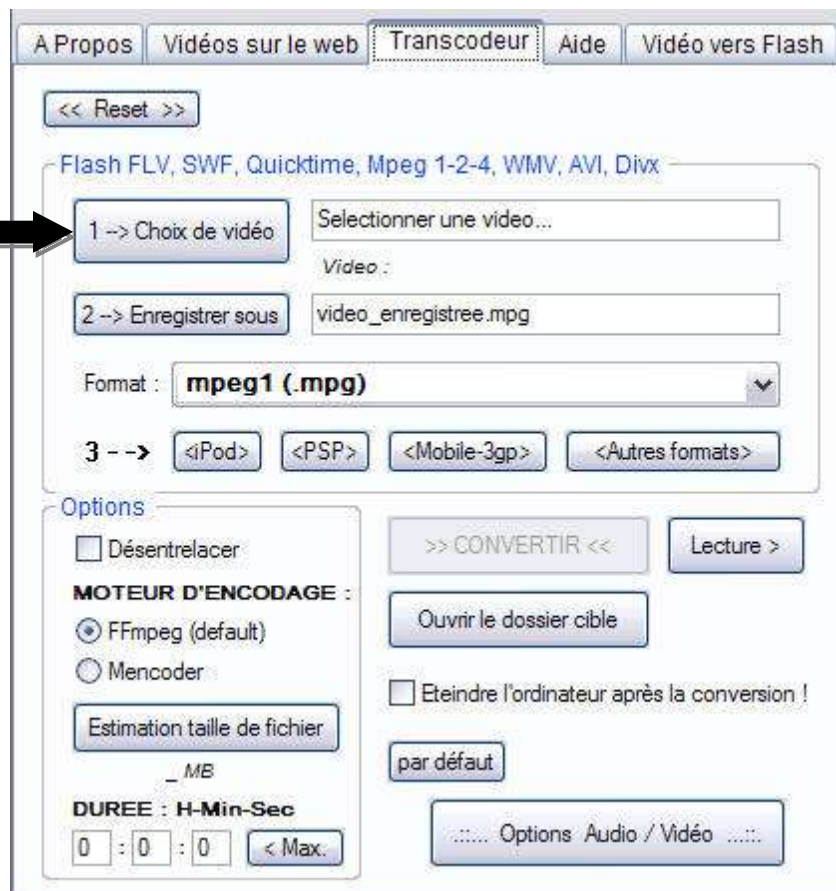 A Propos Vidéos sur le web Transcodeur Aide Vidéo vers Flash
<< Reset >>
Flash FLV, SWF, Quicktime, Mpeg 1-2-4, WMV, AVI, Divx
1 --> Choix de vidéo Selectionner une video...
Video :
2 --> Enregistrer sous video_enregistree.mpg
Format : mpeg1 (.mpg)
3 --> <iPod> <PSP> <Mobile-3gp> <Autres formats>
Options
Désentrelacer >> CONVERTIR << Lecture >
MOTEUR D'ENCODAGE :
FFmpeg (default) Ouvrir le dossier cible
Mencoder
Eteindre l'ordinateur après la conversion !
Estimation taille de fichier
_ MB par défaut
DUREE : H-Min-Sec
0 : 0 : 0 < Max. .::... Options Audio / Vidéo ...::.